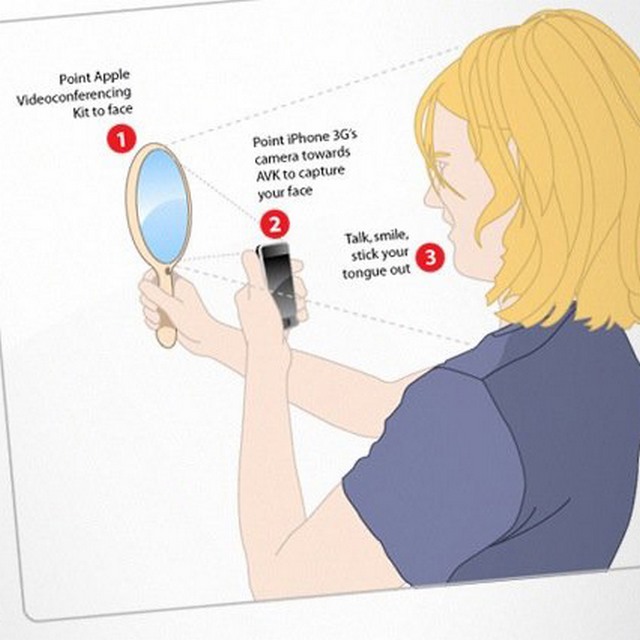 Point Apple
Videoconferencing
Kit to face
1
Point iPhone 3G's
camera towards
AVK to capture
your face
2
Talk, smile,
stick your
tongue out
3